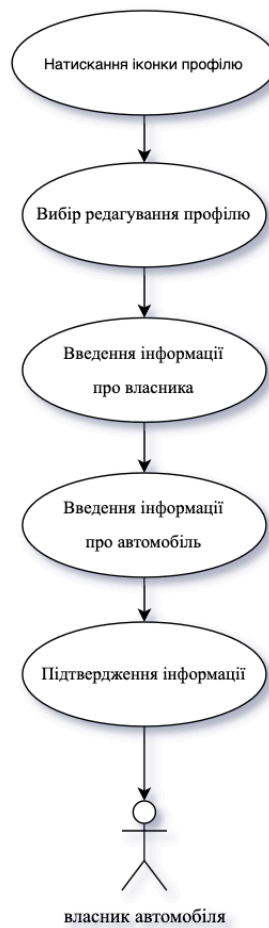 Натискання іконки профілю
Вибір редагування профілю
Введення інформації
про власника
Введення інформації
про автомобіль
Підтвердження інформації
власник автомобіля